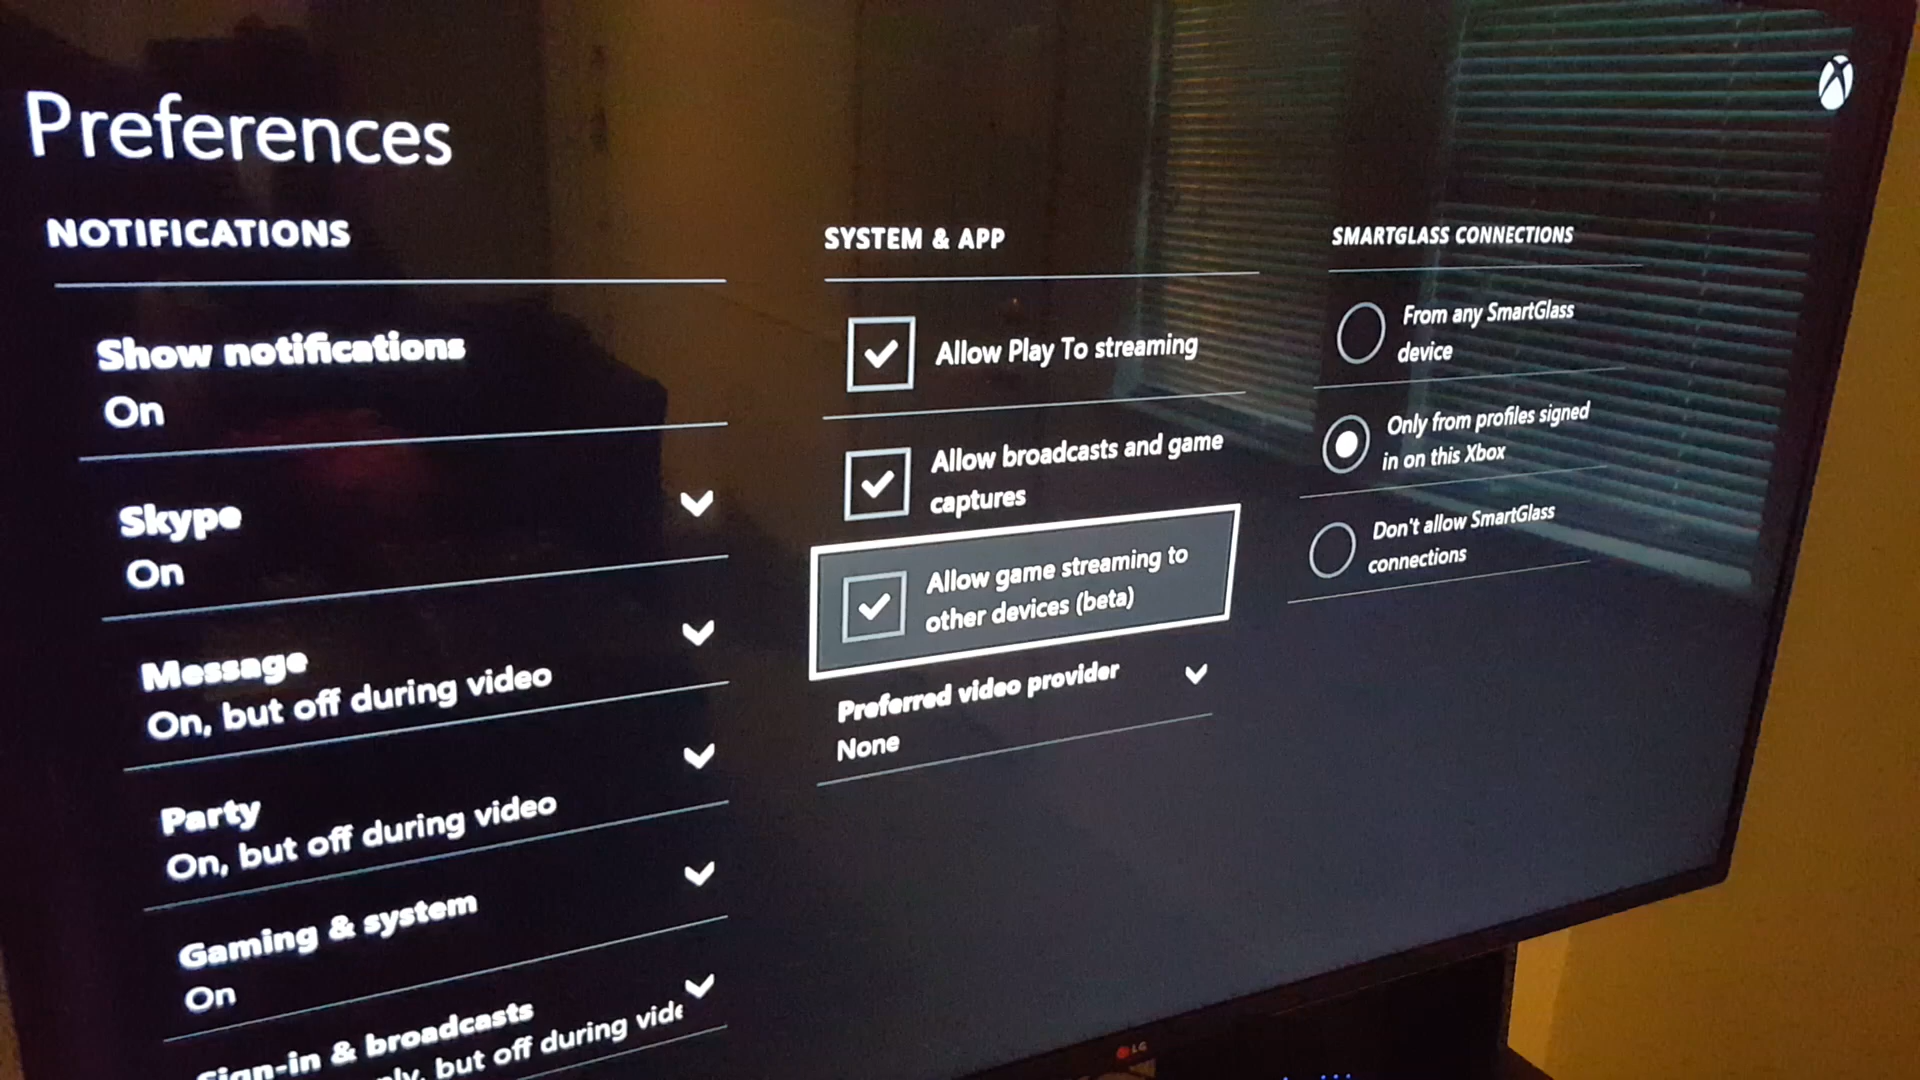 Preferences
NOTIFICATIONS
Show notifications
On
Skype
On
Message
On, but off during video
Party
On, but off during video
Gaming & system
On
Sign-in & broadcasts
but off during
SYSTEM & APP
Allow Play To streaming
Allow broadcasts and game
captures
Allow game streaming to
other devices (beta)
Preferred video provider
None
SMARTGLASS CONNECTIONS
From any SmartGlass
device
Only from profiles signed
in on this Xbox
Don't allow SmartGlass
connections
LG